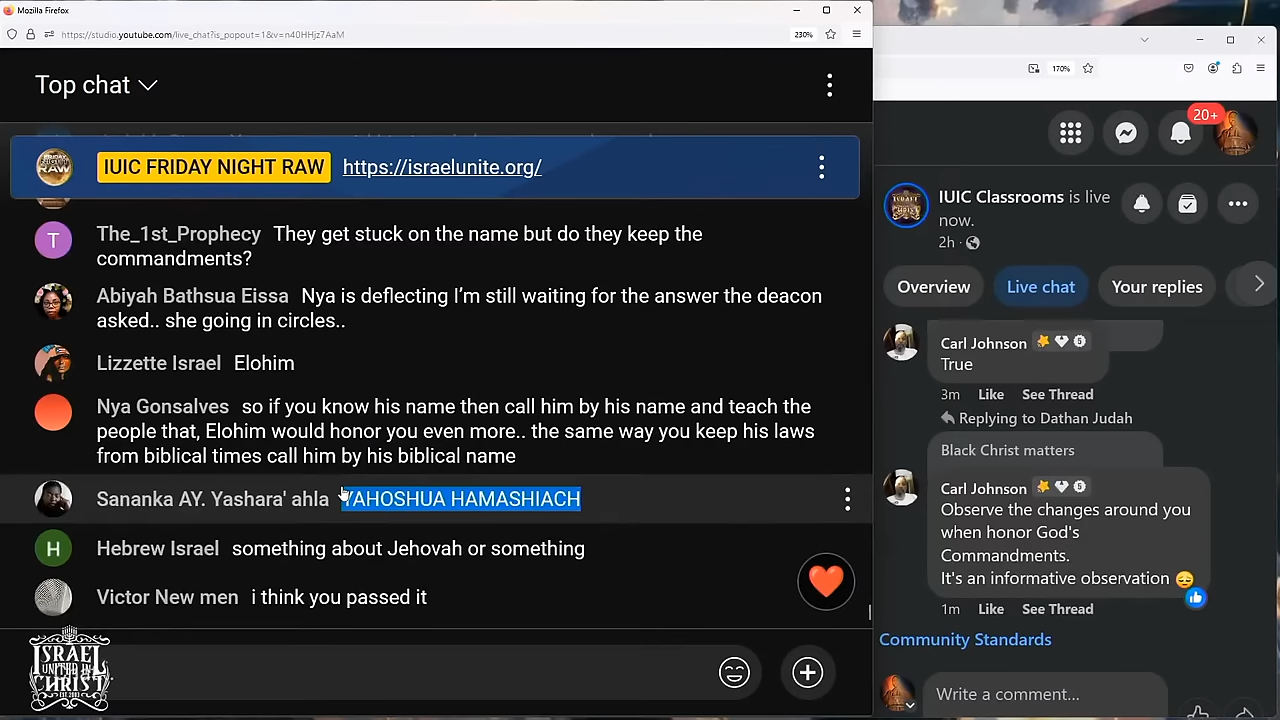 Mozilla Firefox
https://studio.youtube.com/live_chat?is_popout=1&v=n40HHjz7AaM
230%
Top chat
FRIDAY NIGHT RAW
IUIC FRIDAY NIGHT RAW https://israelunite.org/
T
The_1st_Prophecy They get stuck on the name but do they keep the
commandments?
Abiyah Bathsua Eissa Nya is deflecting I'm still waiting for the answer the deacon
asked.. she going in circles..
Lizzette Israel Elohim
Nya Gonsalves so if you know his name then call him by his name and teach the
people that, Elohim would honor you even more.. the same way you keep his laws
from biblical times call him by his biblical name
Sananka AY. Yashara' ahla YAHOSHUA HAMASHIACH
H
Hebrew Israel something about Jehovah or something
Victor New men i think you passed it
ISRAEL
UNITED IN
CHRIST
EST 2003
170%
20+
IUIC Classrooms is live
now.
2h
Overview
Live chat
Your replies
Carl Johnson
True
3m Like See Thread
Replying to Dathan Judah
Black Christ matters
Carl Johnson
Observe the changes around you
when honor God's
Commandments.
It's an informative observation 😔
1m Like See Thread
Community Standards
Write a comment...